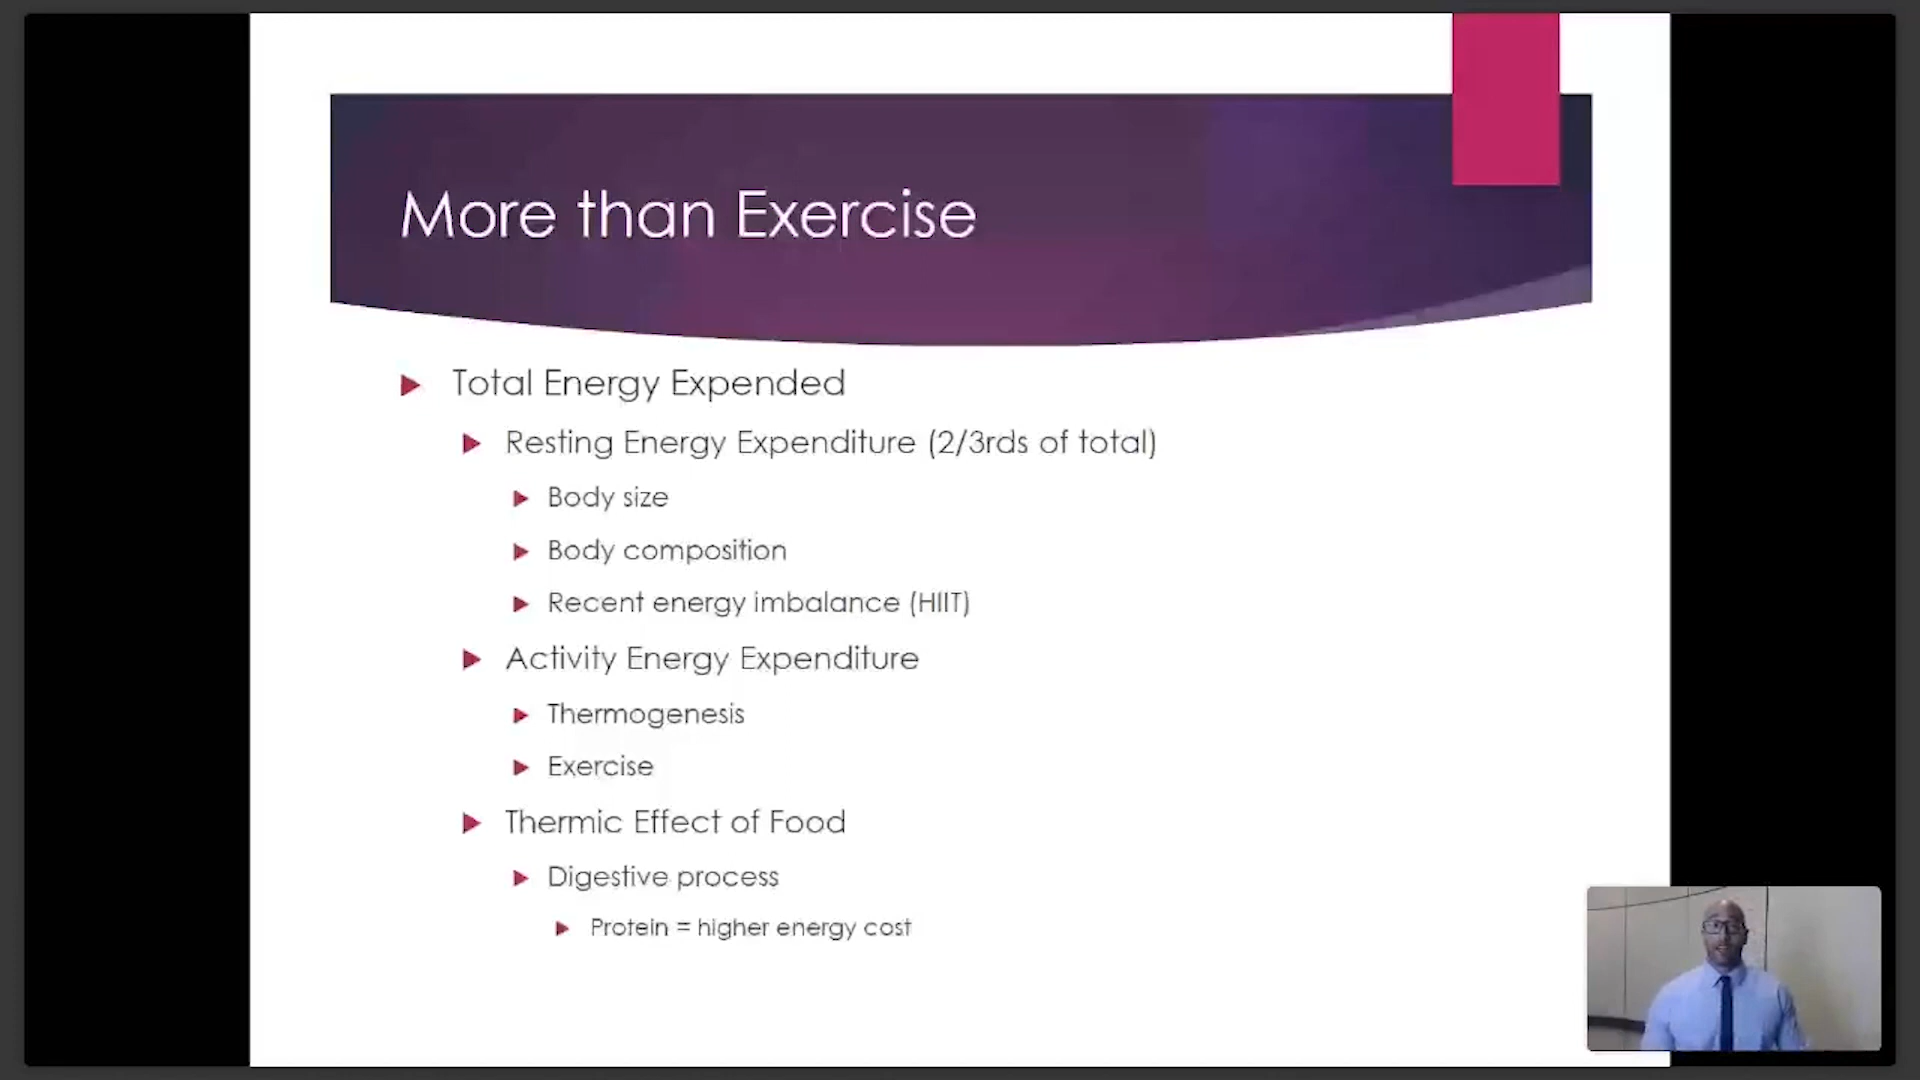 More than Exercise
Total Energy Expended
Resting Energy Expenditure (2/3rds of total)
Body size
Body composition
Recent energy imbalance (HIIT)
Activity Energy Expenditure
Thermogenesis
Exercise
Thermic Effect of Food
Digestive process
Protein = higher energy cost